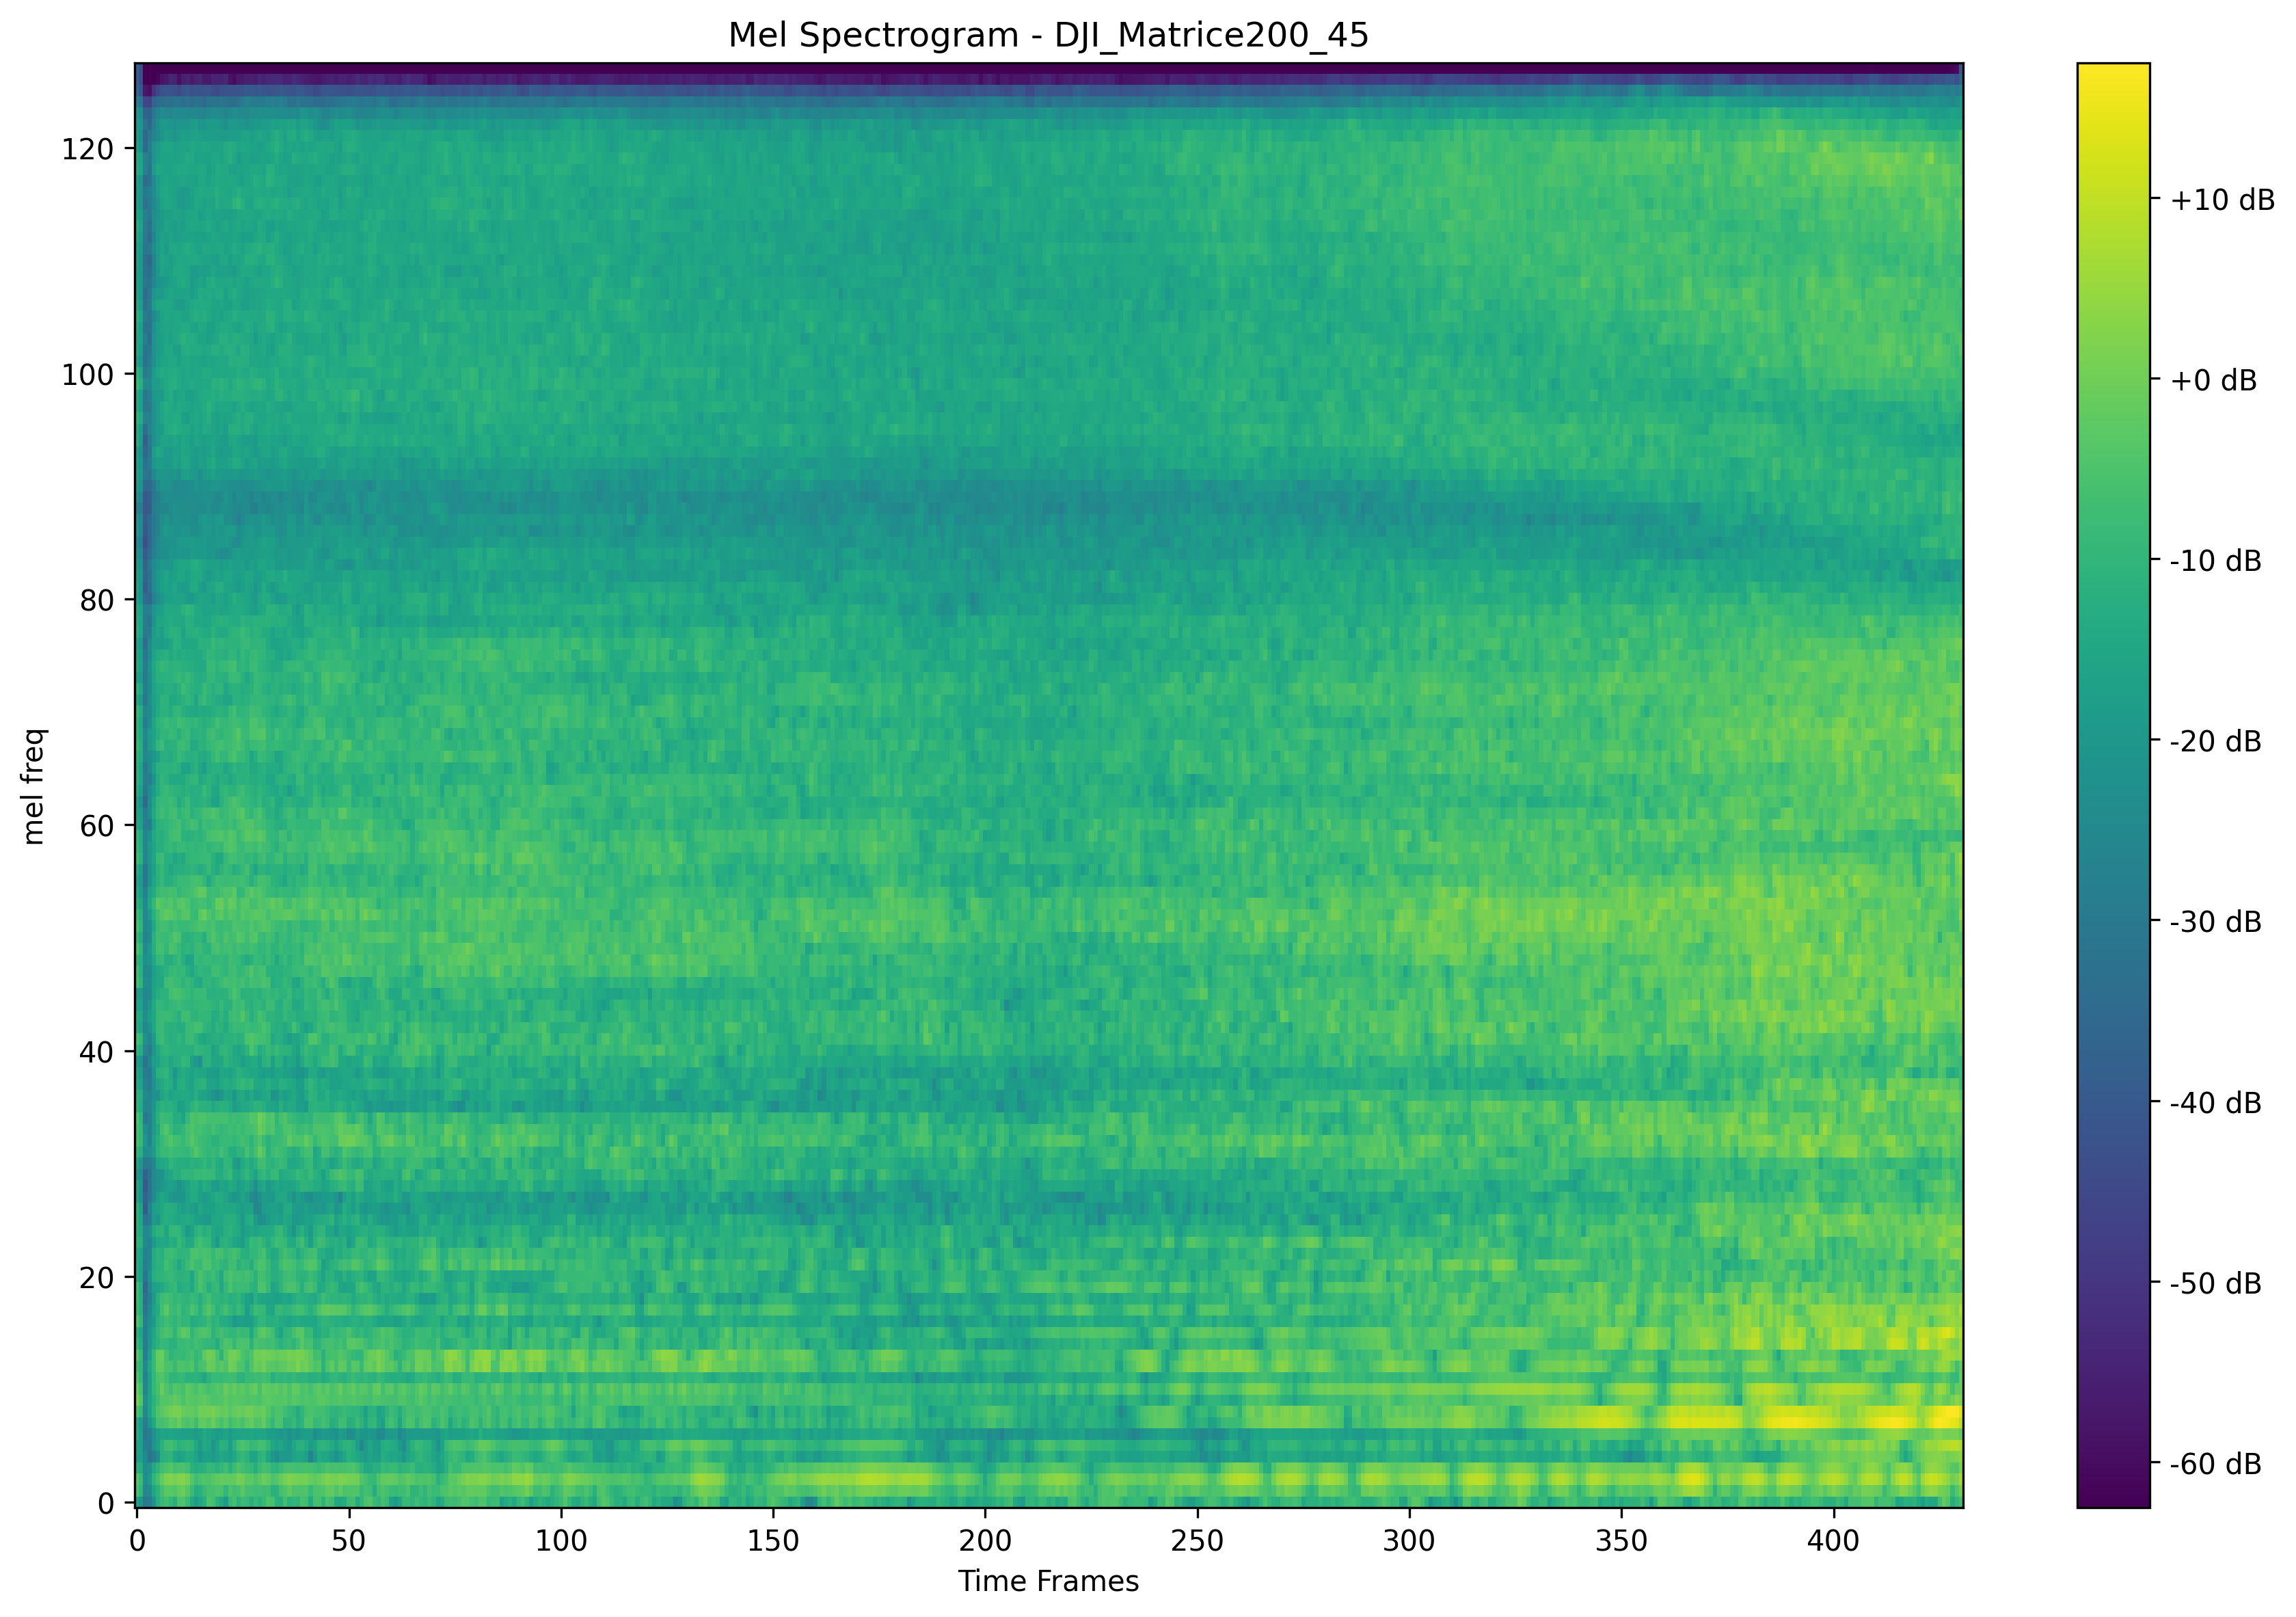 Mel Spectrogram - DJI_Matrice200_45
mel freq
120
100
80
60
40
20
0
0 50 100 150 200 250 300 350 400
Time Frames
+10 dB
+0 dB
-10 dB
-20 dB
-30 dB
-40 dB
-50 dB
-60 dB